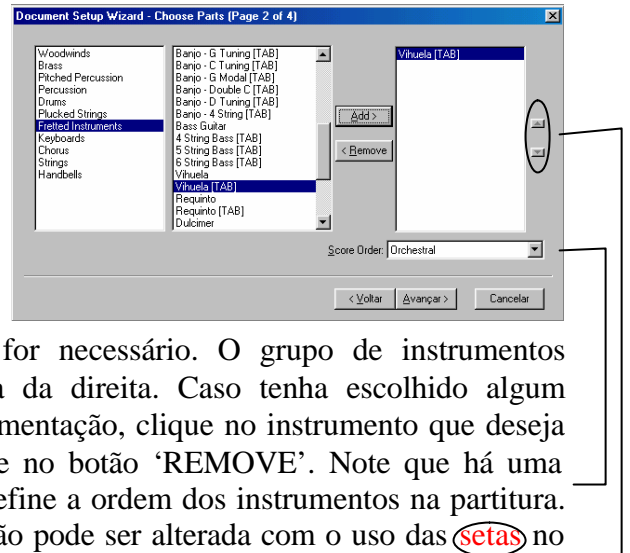 Document Setup Wizard - Choose Parts (Page 2 of 4)
Woodwinds
Brass
Pitched Percussion
Percussion
Drums
Plucked Strings
Fretted Instruments
Keyboards
Chorus
Strings
Handbells
Banjo - G Tuning [TAB]
Banjo - C Tuning [TAB]
Banjo - G Modal [TAB]
Banjo - Double C [TAB]
Banjo - D Tuning [TAB]
Banjo - 4 String [TAB]
Bass Guitar
4 String Bass [TAB]
5 String Bass [TAB]
6 String Bass [TAB]
Vihuela
Vihuela [TAB]
Requinto
Requinto [TAB]
Dulcimer
Add >
< Remove
Vihuela [TAB]
Score Order: Orchestral
< Voltar
Avançar >
Cancelar
for necessário. O grupo de instrumentos
da direita. Caso tenha escolhido algum
mentação, clique no instrumento que deseja
e no botão ‘REMOVE’. Note que há uma
efine a ordem dos instrumentos na partitura.
ão pode ser alterada com o uso das setas no